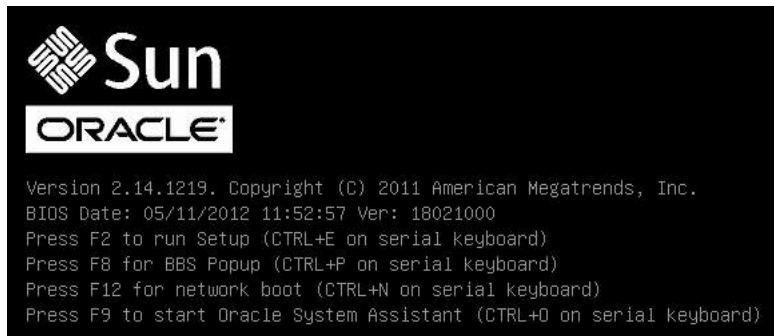 Sun
ORACLE®
Version 2.14.1219. Copyright (C) 2011 American Megatrends, Inc.
BIOS Date: 05/11/2012 11:52:57 Ver: 18021000
Press F2 to run Setup (CTRL+E on serial keyboard)
Press F8 for BBS Popup (CTRL+P on serial keyboard)
Press F12 for network boot (CTRL+N on serial keyboard)
Press F9 to start Oracle System Assistant (CTRL+O on serial keyboard)